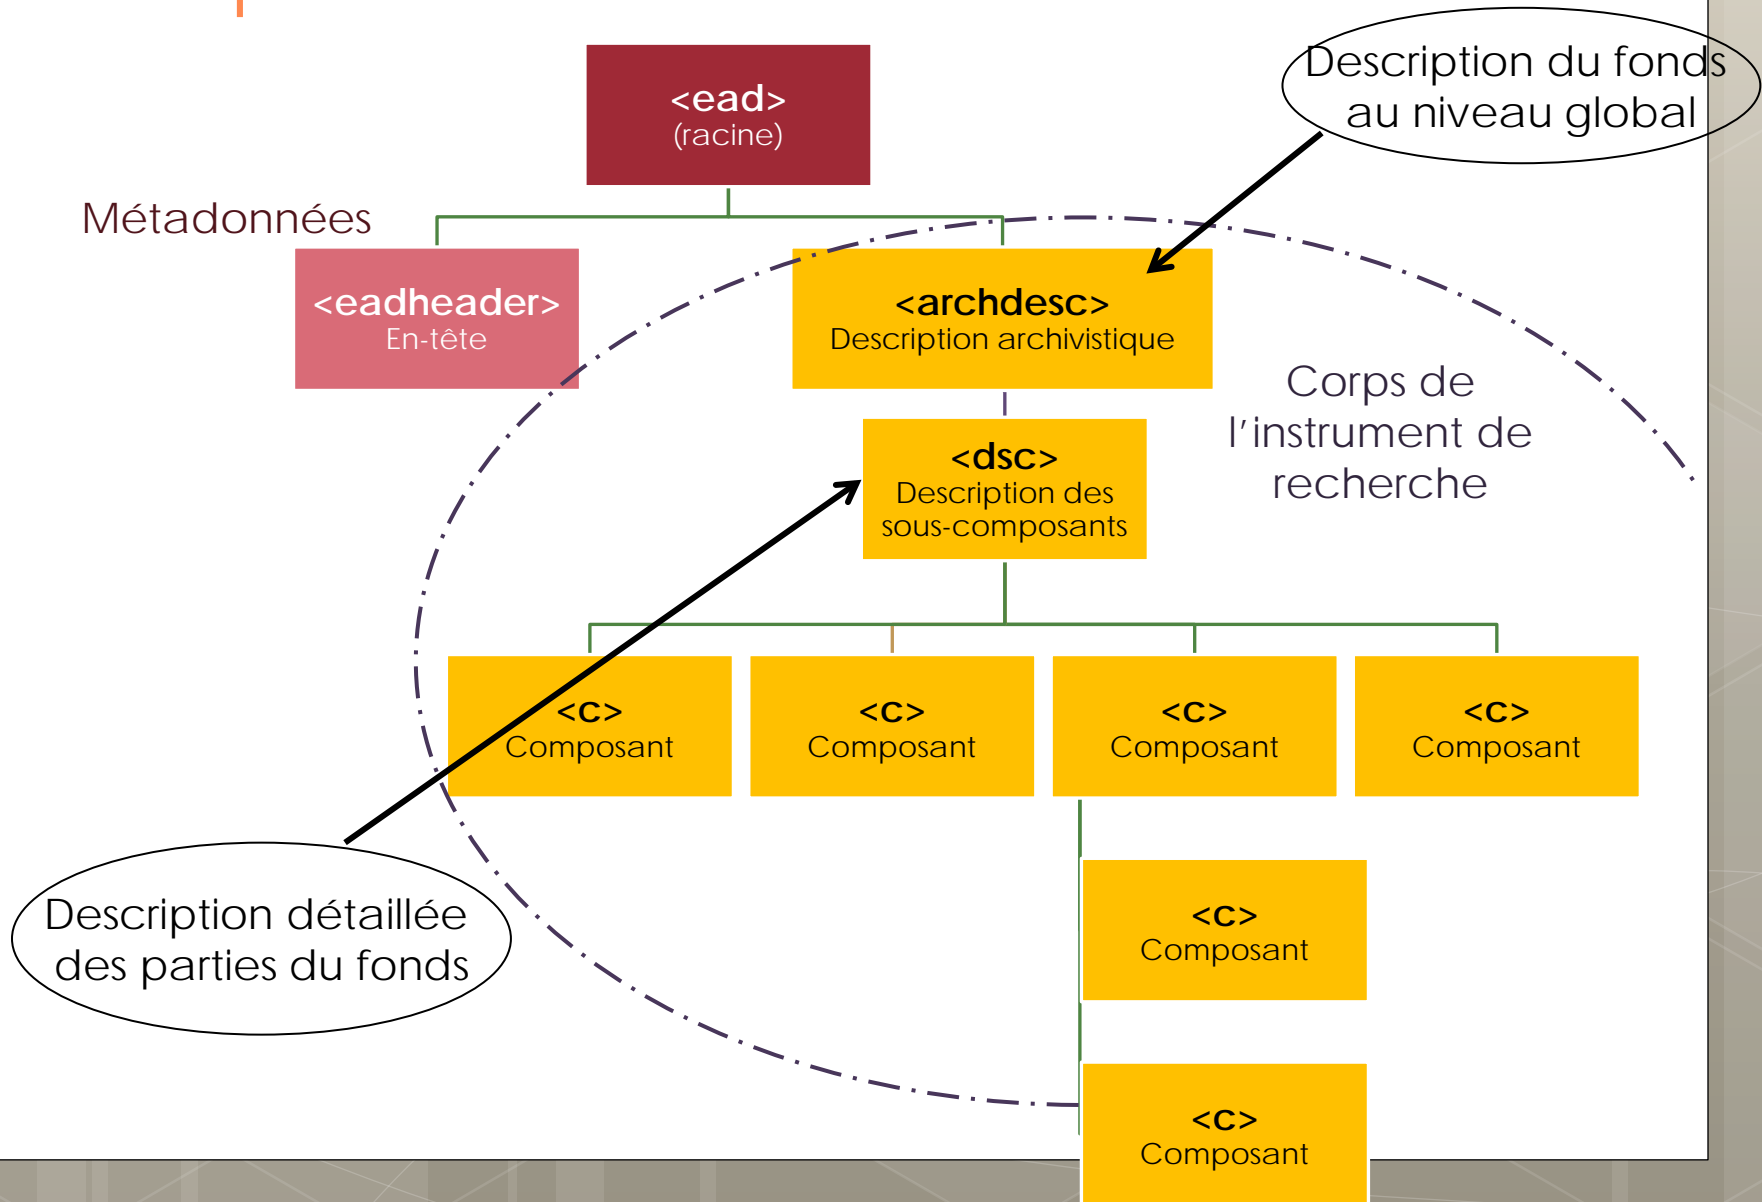 <ead>
(racine)
Description du fonds
au niveau global
Métadonnées
<eadheader>
En-tête
<archdesc>
Description archivistique
Corps de
l’instrument de
recherche
<dsc>
Description des
sous-composants
<c>
Composant
<c>
Composant
<c>
Composant
<c>
Composant
Description détaillée
des parties du fonds
<c>
Composant
<c>
Composant